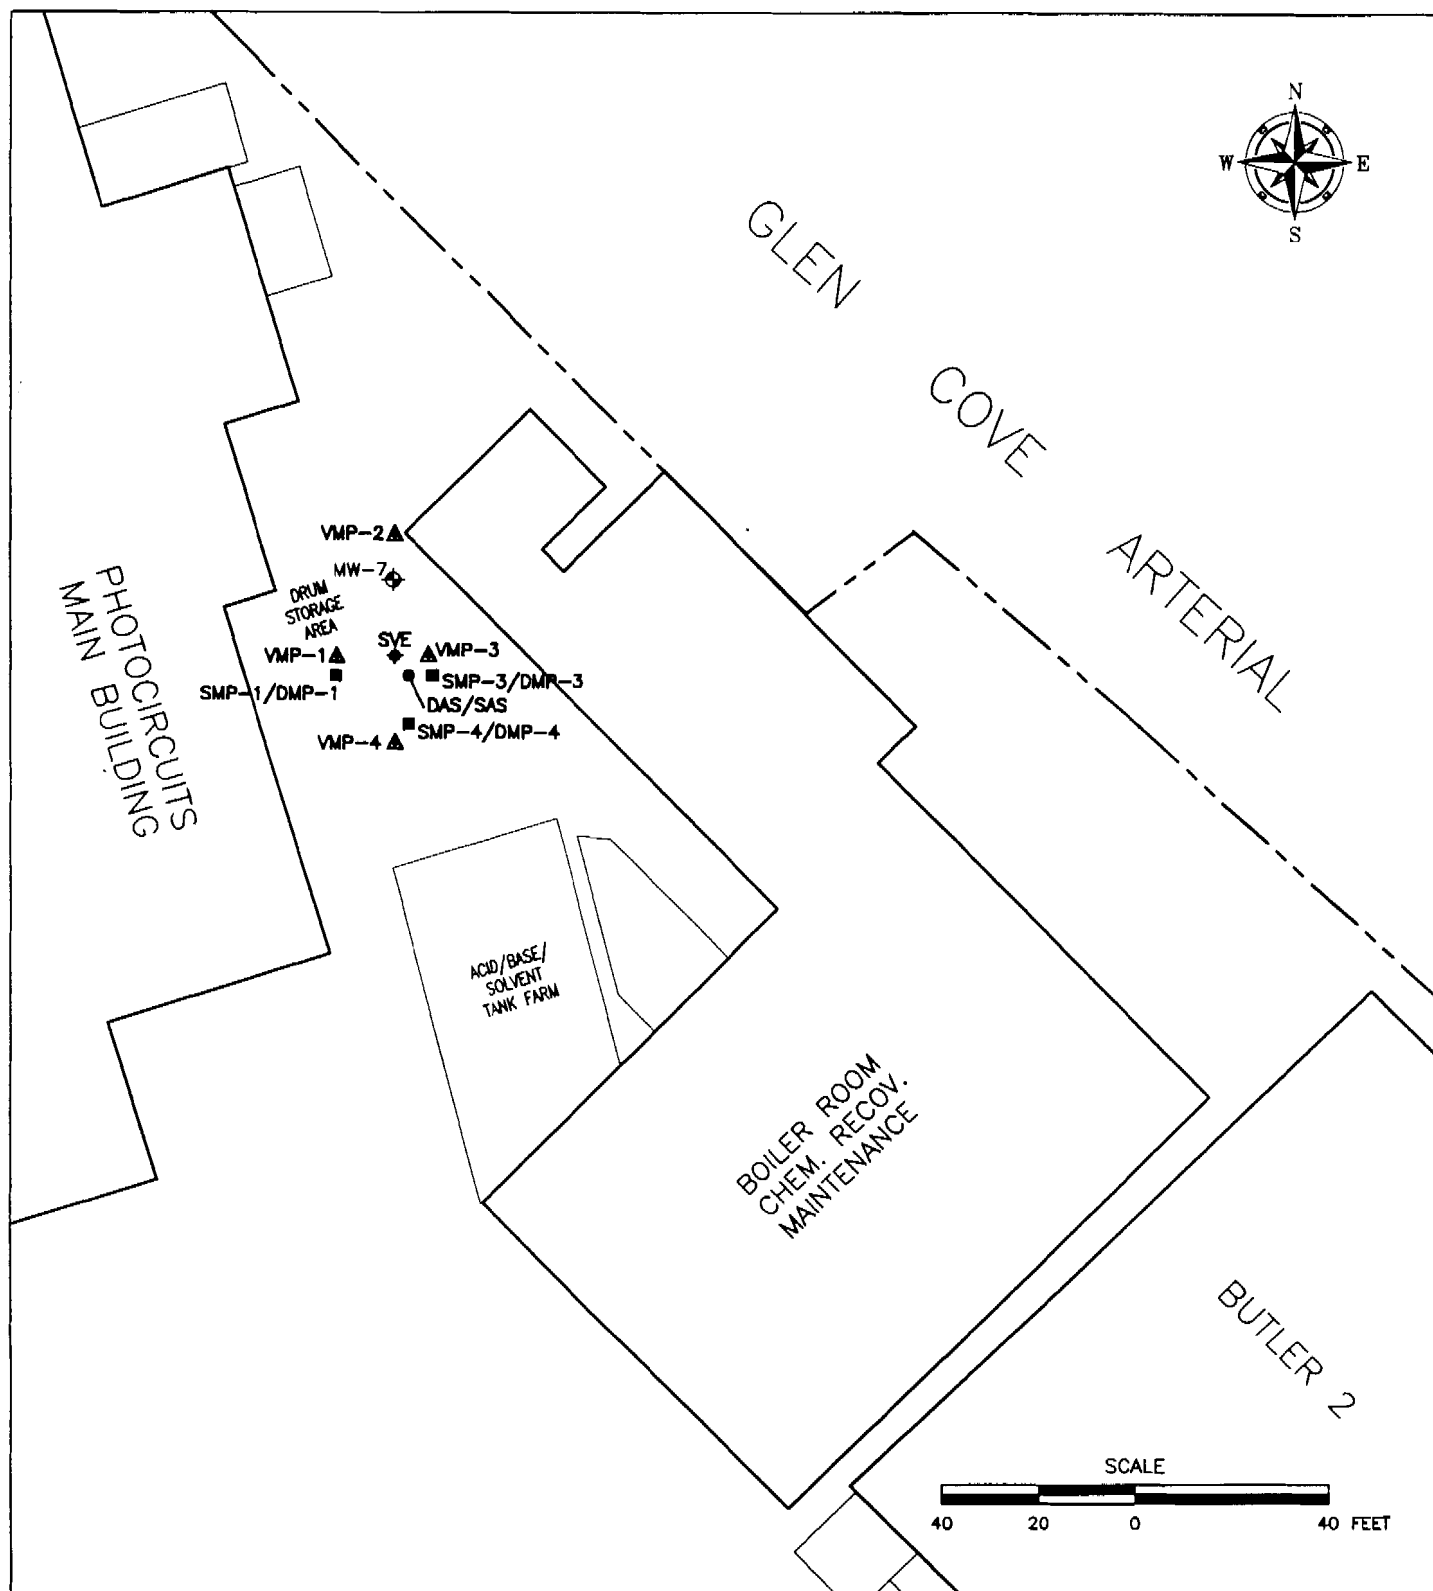 N
W E
S
GLEN
COVE
ARTERIAL
VMP-2
MW-7
DRUM
STORAGE
AREA
SVE
VMP-1
VMP-3
SMP-1/DMP-1
SMP-3/DMP-3
DAS/SAS
SMP-4/DMP-4
VMP-4
PHOTOCIRCUITS
MAIN BUILDING
ACID/BASE/
SOLVENT
TANK FARM
BOILER ROOM
CHEM. RECOV.
MAINTENANCE
BUTLER 2
SCALE
40 20 0 40 FEET